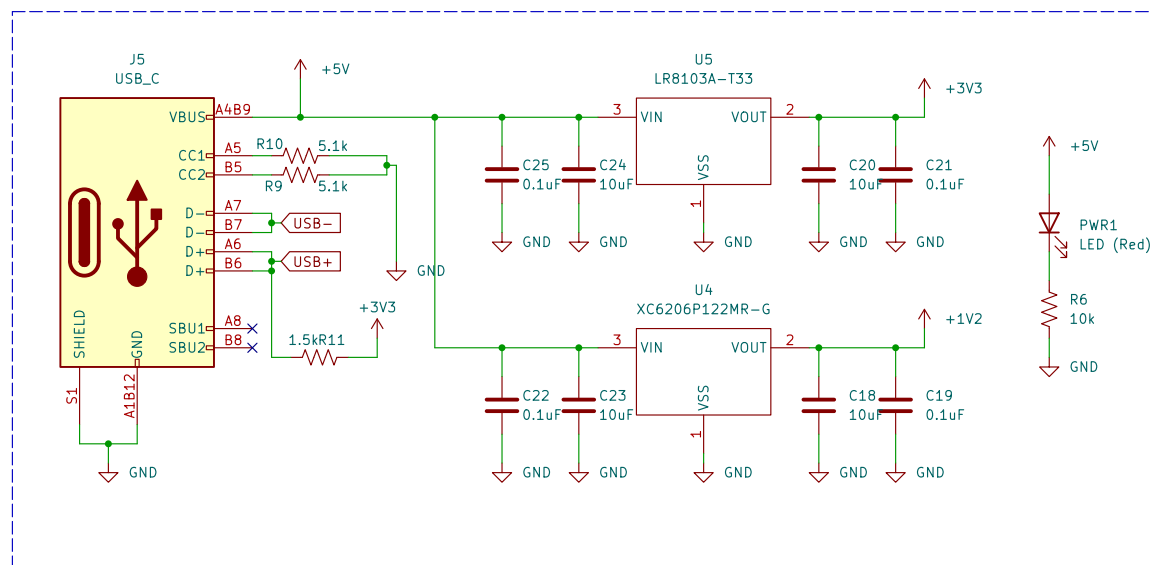 J5
USB_C
VBUS
A4B9
+5V
CC1
A5
R10
5.1k
CC2
B5
R9
5.1k
D-
A7
D-
B7
USB-
D+
A6
D+
B6
USB+
GND
+3V3
SBU1
A8
SBU2
B8
1.5kR11
SHIELD
GND
S1
A1B12
GND
U5
LR8103A-T33
3
VIN
VOUT
2
VSS
1
+3V3
C25
0.1uF
C24
10uF
C20
10uF
C21
0.1uF
GND
GND
GND
GND
GND
U4
XC6206P122MR-G
3
VIN
VOUT
2
VSS
1
+1V2
C22
0.1uF
C23
10uF
C18
10uF
C19
0.1uF
GND
GND
GND
GND
GND
+5V
PWR1
LED (Red)
R6
10k
GND